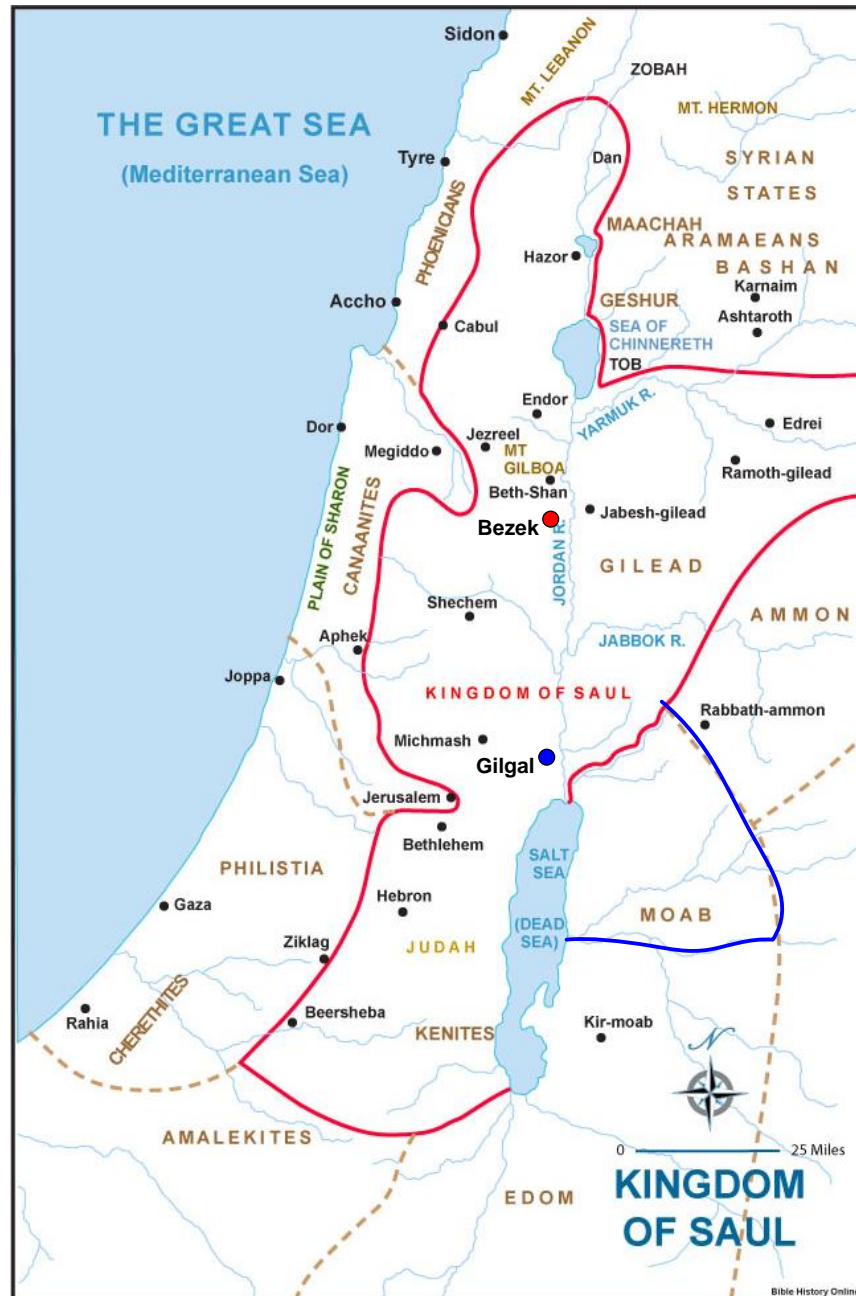 Sidon
MT. LEBANON
ZOBAH
MT. HERMON
THE GREAT SEA
(Mediterranean Sea)
Tyre
Dan
SYRIAN
STATES
PHOENICIANS
MAACHAH
ARAMAEANS
BASHAN
Hazor
Karnaim
Accho
GESHUR
Ashtaroth
Cabul
SEA OF
CHINNERETH
TOB
Endor
YARMUK R.
Dor
Jezreel
Edrei
Megiddo
MT
GILBOA
Ramoth-gilead
Beth-Shan
Jabesh-gilead
Bezek
PLAIN OF SHARON
CANAANITES
JORDAN R.
GILEAD
Shechem
AMMON
Aphek
JABBOK R.
Joppa
KINGDOM OF SAUL
Rabbath-ammon
Michmash
Gilgal
Jerusalem
Bethlehem
SALT
SEA
PHILISTIA
Hebron
Gaza
MOAB
(DEAD
SEA)
Ziklag
JUDAH
CHERETHITES
Rahia
Beersheba
KENITES
Kir-moab
N
AMALEKITES
0 25 Miles
EDOM
KINGDOM
OF SAUL
Bible History Online